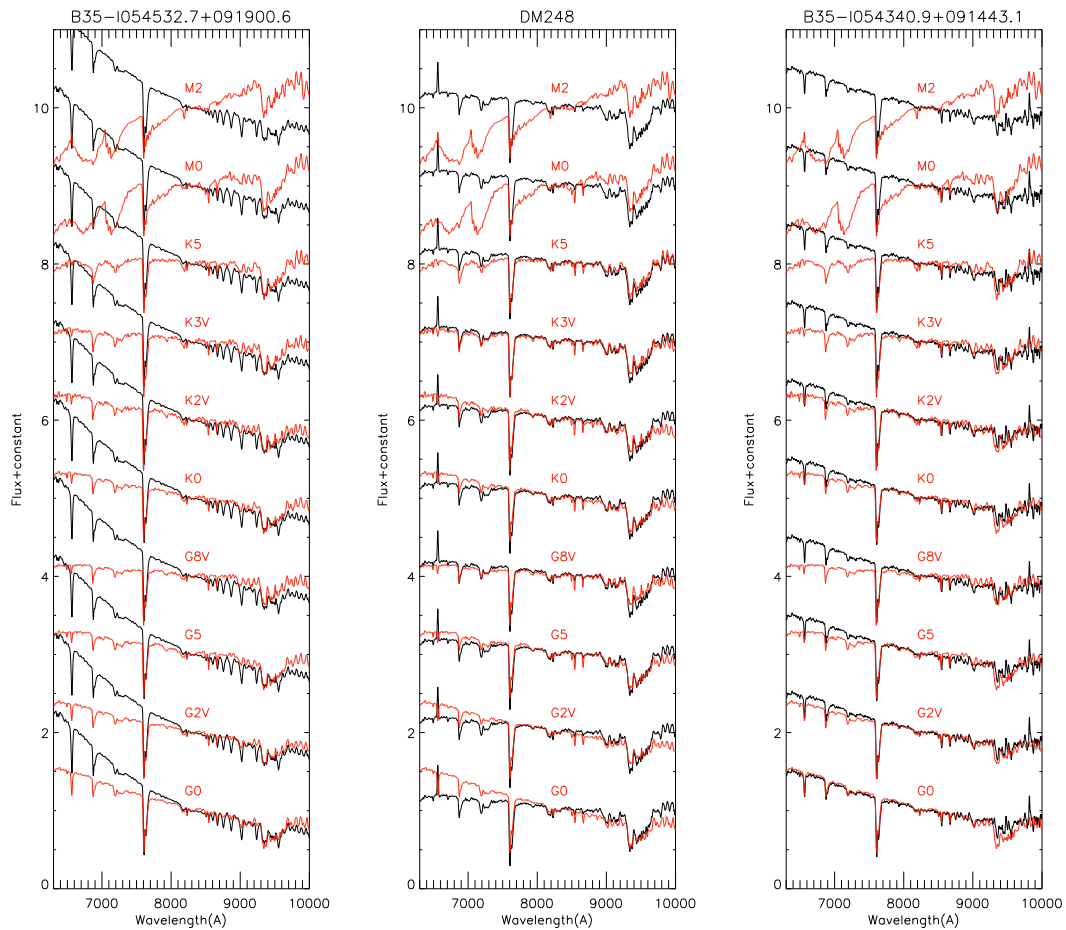 B35-I054532.7+091900.6
M2
M0
K5
K3V
K2V
K0
G8V
G5
G2V
G0
10
8
6
4
2
0
Flux+constant
7000 8000 9000 10000
Wavelength(A)
DM248
M2
M0
K5
K3V
K2V
K0
G8V
G5
G2V
G0
10
8
6
4
2
0
Flux+constant
7000 8000 9000 10000
Wavelength(A)
B35-I054340.9+091443.1
M2
M0
K5
K3V
K2V
K0
G8V
G5
G2V
G0
10
8
6
4
2
0
Flux+constant
7000 8000 9000 10000
Wavelength(A)